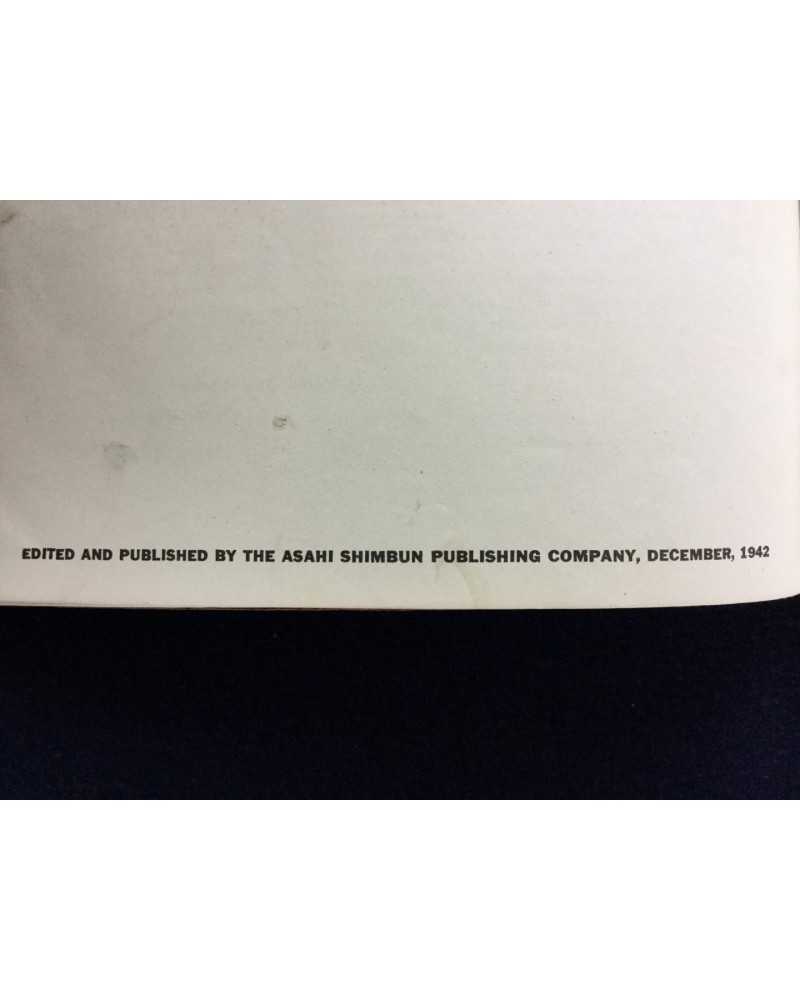 EDITED AND PUBLISHED BY THE ASAHI SHIMBUN PUBLISHING COMPANY, DECEMBER, 1942